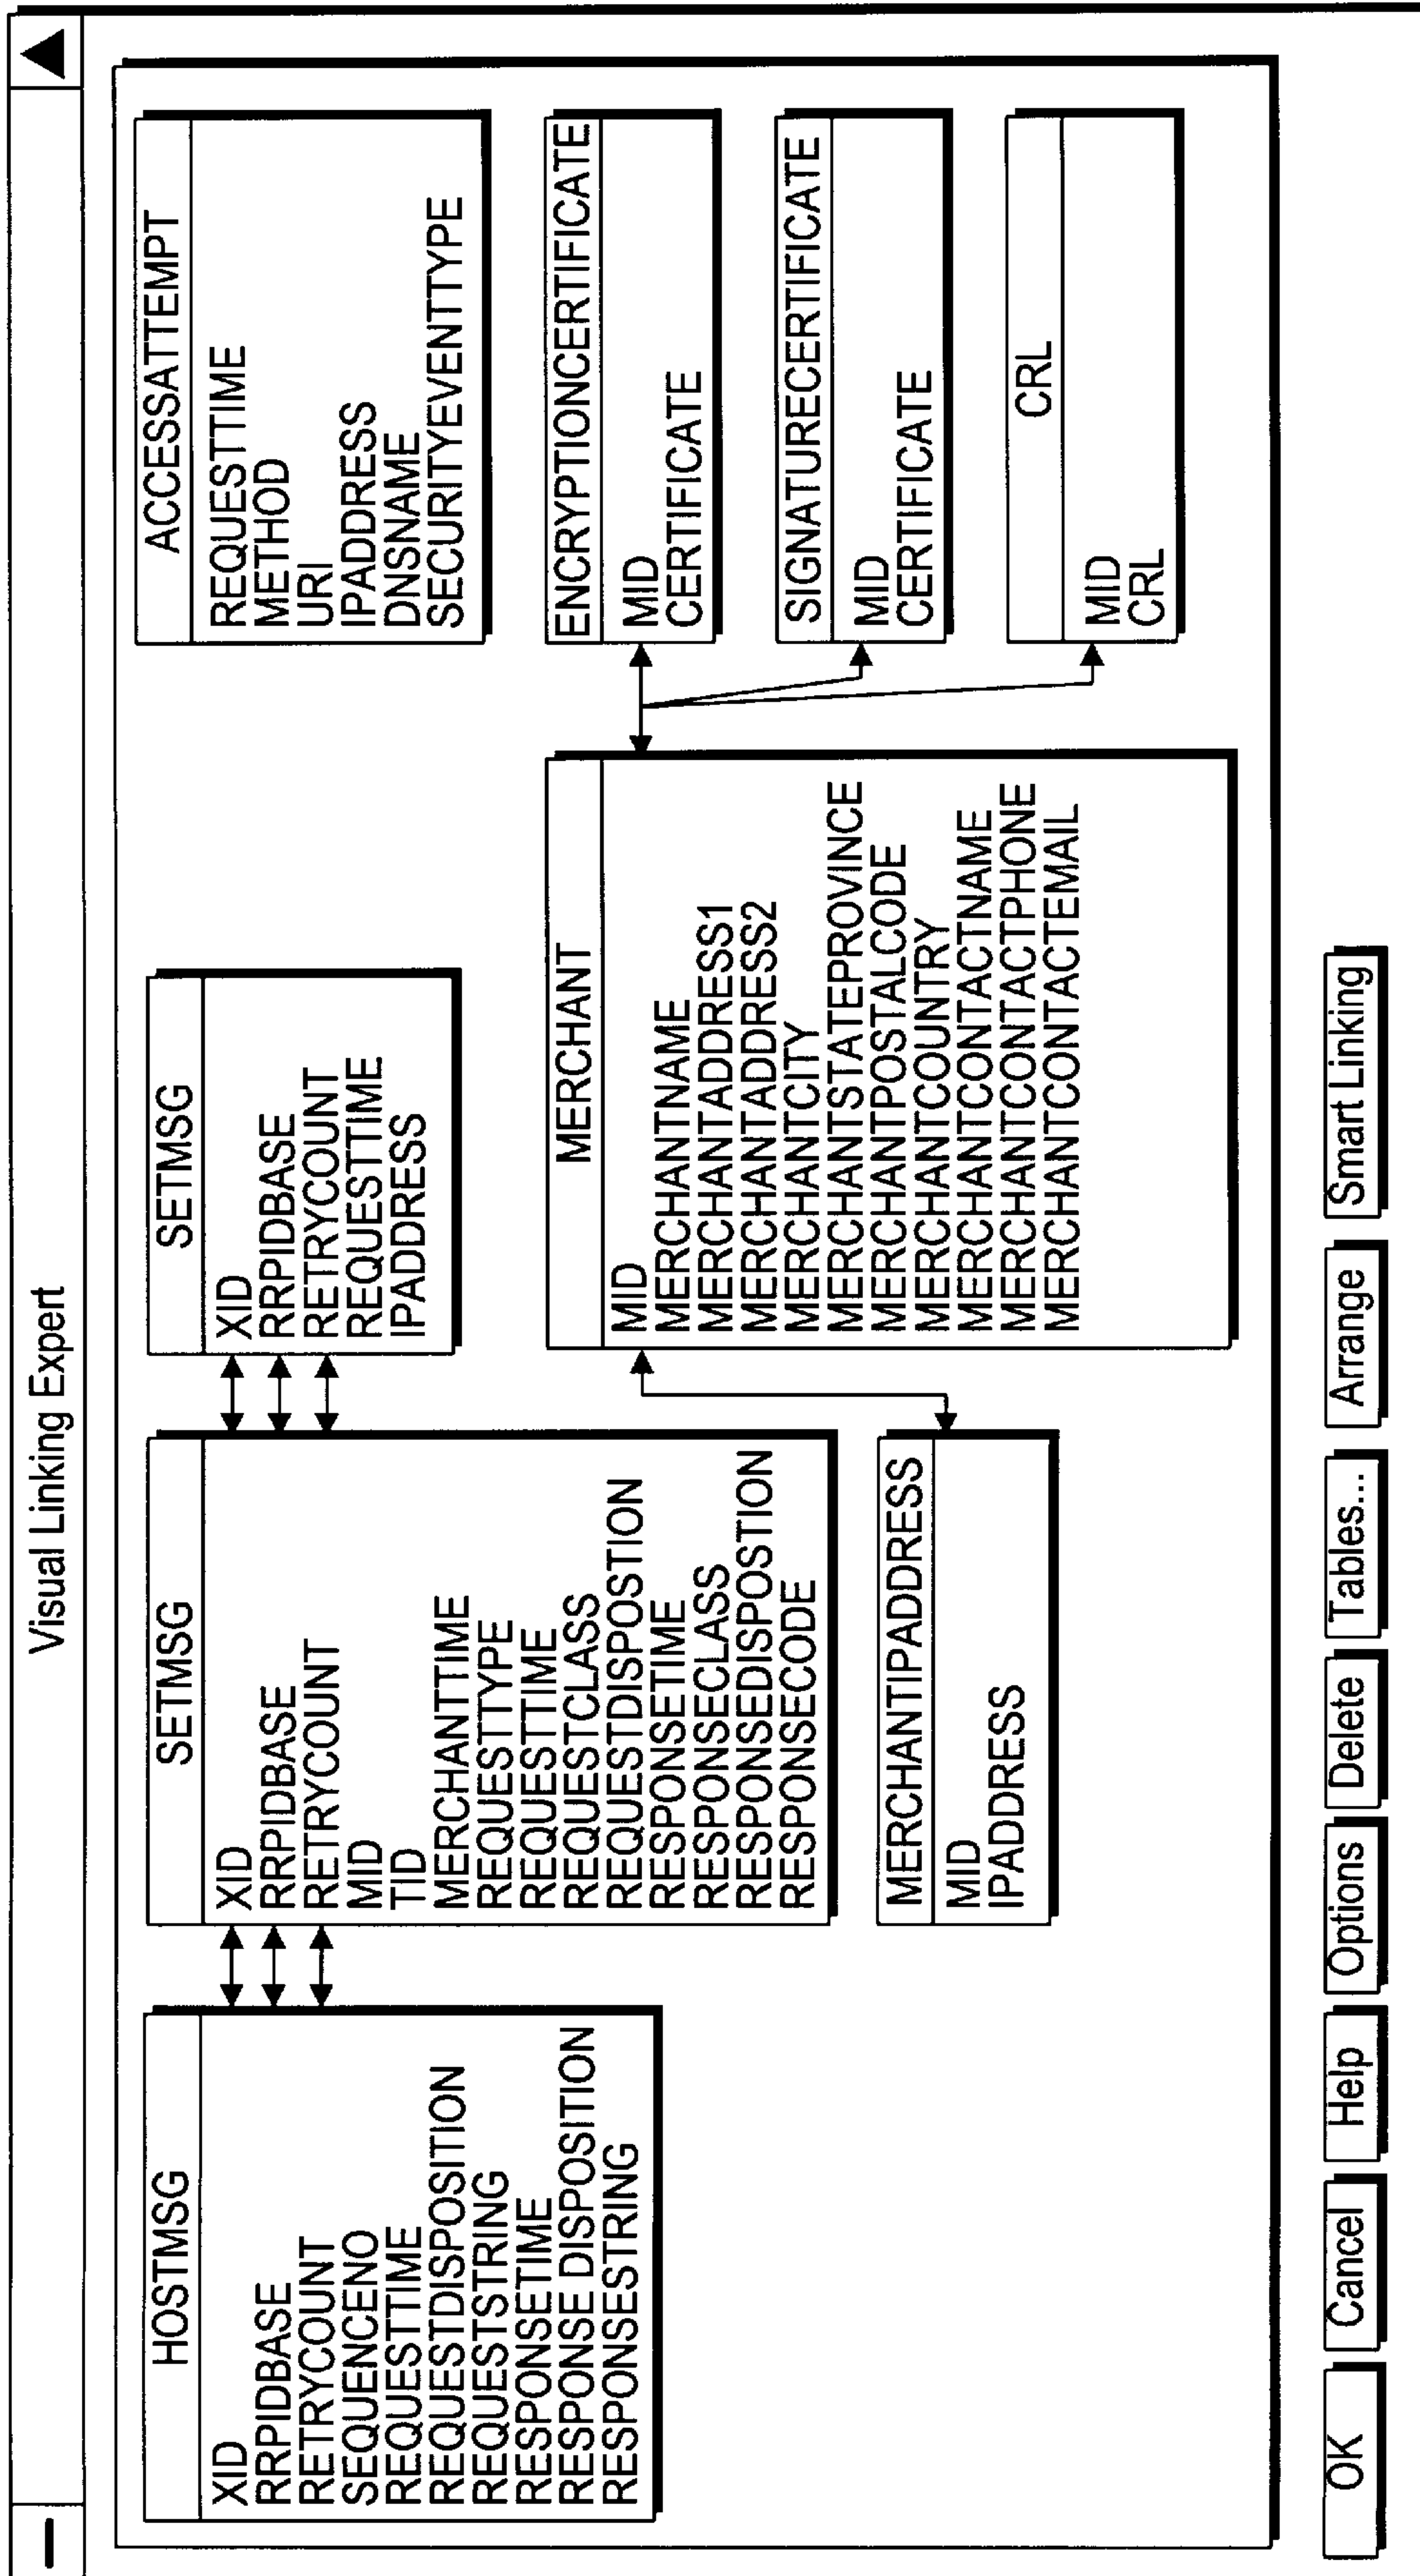 Visual Linking Expert
HOSTMSG
XID
RRPIDBASE
RETRYCOUNT
SEQUENCENO
REQUESTTIME
REQUESTDISPOSITION
REQUESTSTRING
RESPONSETIME
RESPONSE DISPOSITION
RESPONSESTRING
SETMSG
XID
RRPIDBASE
RETRYCOUNT
MID
TID
MERCHANTTIME
REQUESTTYPE
REQUESTTIME
REQUESTCLASS
REQUESTDISPOSTION
RESPONSETIME
RESPONSECLASS
RESPONSEDISPOSTION
RESPONSECODE
SETMSG
XID
RRPIDBASE
RETRYCOUNT
REQUESTTIME
IPADDRESS
ACCESSATTEMPT
REQUESTTIME
METHOD
URI
IPADDRESS
DNSNAME
SECURITYEVENTTYPE
MERCHANTIPADDRESS
MID
IPADDRESS
MERCHANT
MID
MERCHANTNAME
MERCHANTADDRESS1
MERCHANTADDRESS2
MERCHANTCITY
MERCHANTSTATEPROVINCE
MERCHANTPOSTALCODE
MERCHANTCOUNTRY
MERCHANTCONTACTNAME
MERCHANTCONTACTPHONE
MERCHANTCONTACTEMAIL
ENCRYPTIONCERTIFICATE
MID
CERTIFICATE
SIGNATURECERTIFICATE
MID
CERTIFICATE
CRL
MID
CRL
OK
Cancel
Help
Options
Delete
Tables...
Arrange
Smart Linking